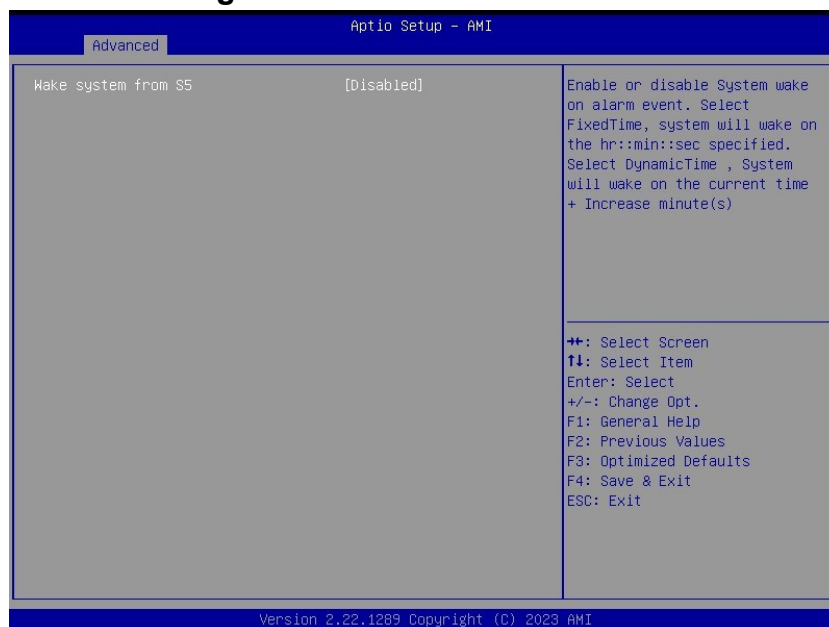 Aptio Setup - AMI
Advanced
Wake system from S5 [Disabled]
Enable or disable System wake
on alarm event. Select
FixedTime, system will wake on
the hr::min::sec specified.
Select DynamicTime , System
will wake on the current time
+ Increase minute(s)
→←: Select Screen
↑↓: Select Item
Enter: Select
+/-: Change Opt.
F1: General Help
F2: Previous Values
F3: Optimized Defaults
F4: Save & Exit
ESC: Exit
Version 2.22.1289 Copyright (C) 2023 AMI